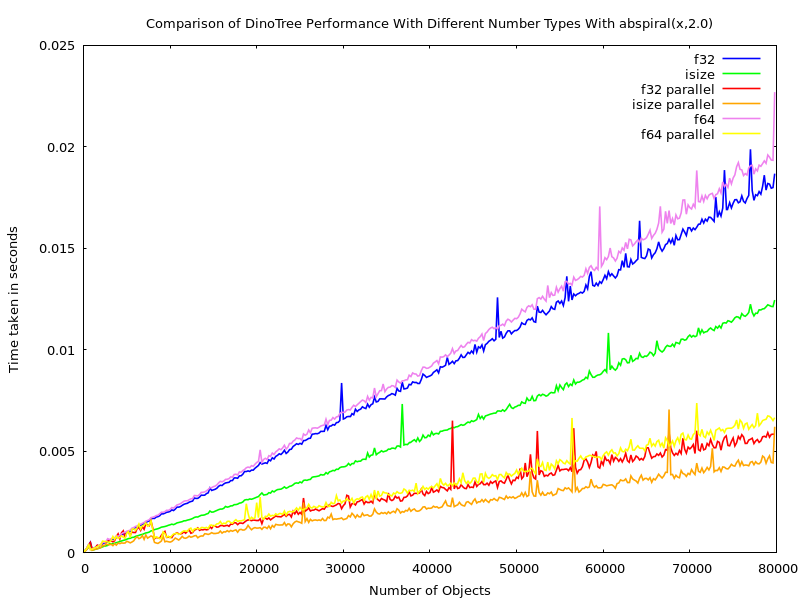 Comparison of DinoTree Performance With Different Number Types With abspiral(x,2.0)
0.025
0.02
0.015
0.01
0.005
0
f32
isize
f32 parallel
isize parallel
f64
f64 parallel
Time taken in seconds
0 10000 20000 30000 40000 50000 60000 70000 80000
Number of Objects